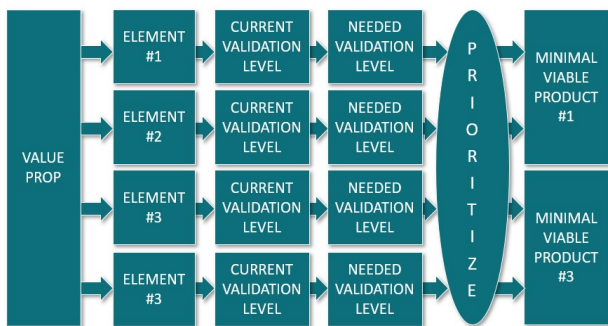 VALUE
PROP
ELEMENT
#1
CURRENT
VALIDATION
LEVEL
NEEDED
VALIDATION
LEVEL
ELEMENT
#2
CURRENT
VALIDATION
LEVEL
NEEDED
VALIDATION
LEVEL
ELEMENT
#3
CURRENT
VALIDATION
LEVEL
NEEDED
VALIDATION
LEVEL
ELEMENT
#3
CURRENT
VALIDATION
LEVEL
NEEDED
VALIDATION
LEVEL
P
R
I
O
R
I
T
I
Z
E
MINIMAL
VIABLE
PRODUCT
#1
MINIMAL
VIABLE
PRODUCT
#3